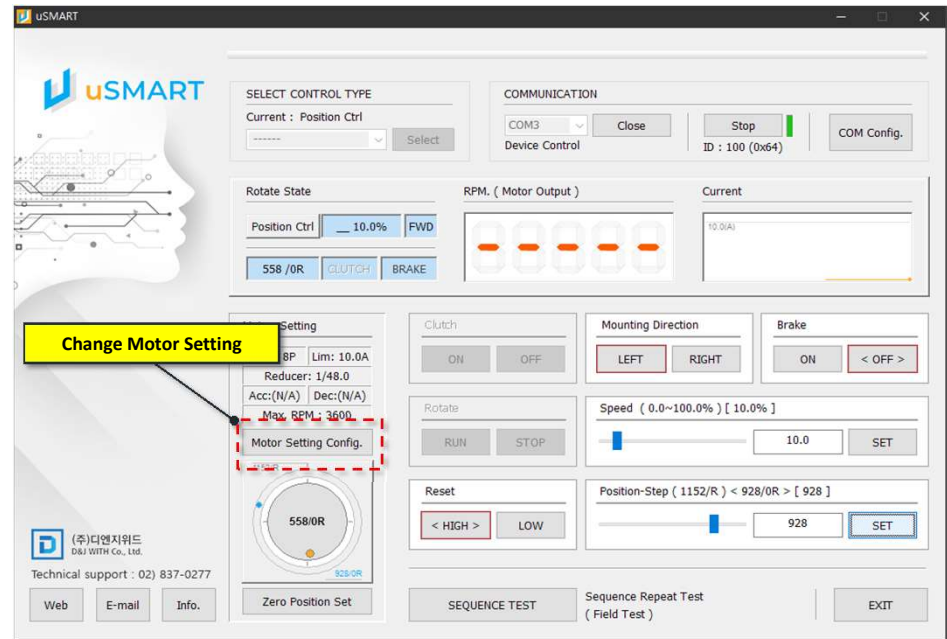 uSMART
uSMART
SELECT CONTROL TYPE
Current : Position Ctrl
------
Select
COMMUNICATION
COM3
Close
Stop
COM Config.
Device Control
ID : 100 (0x64)
Rotate State
Position Ctrl
__ 10.0%
FWD
558 /0R
CLUTCH
BRAKE
RPM. ( Motor Output )
-----
Current
10.0(A)
Change Motor Setting
Setting
8P
Lim: 10.0A
Reducer: 1/48.0
Acc:(N/A)
Dec:(N/A)
Max. RPM : 3600
Motor Setting Config.
1152/R
558/0R
928/0R
Zero Position Set
Clutch
ON
OFF
Mounting Direction
LEFT
RIGHT
Brake
ON
< OFF >
Rotate
RUN
STOP
Speed ( 0.0~100.0% ) [ 10.0% ]
10.0
SET
Reset
< HIGH >
LOW
Position-Step ( 1152/R ) < 928/0R > [ 928 ]
928
SET
(주)디엔지위드
D&J WITH Co., Ltd.
Technical support : 02) 837-0277
Web
E-mail
Info.
SEQUENCE TEST
Sequence Repeat Test
( Field Test )
EXIT